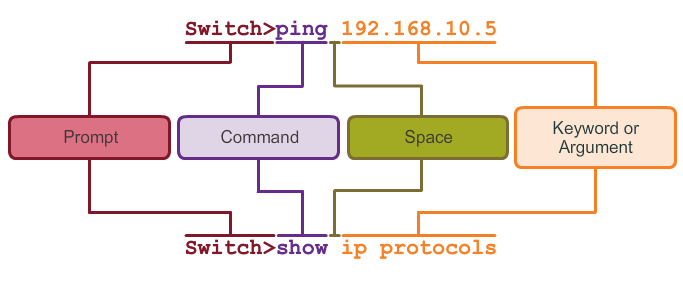 Switch>ping 192.168.10.5
Prompt
Command
Space
Keyword or
Argument
Switch>show ip protocols